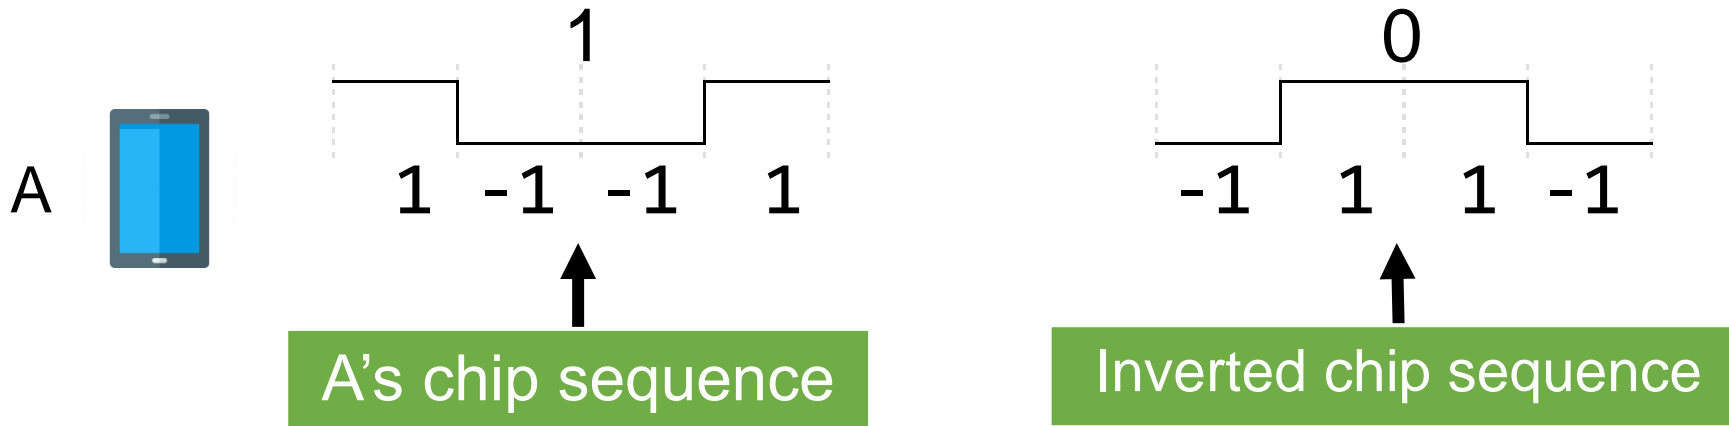 1 0
A 1 -1 -1 1 -1 1 1 -1
A's chip sequence
Inverted chip sequence